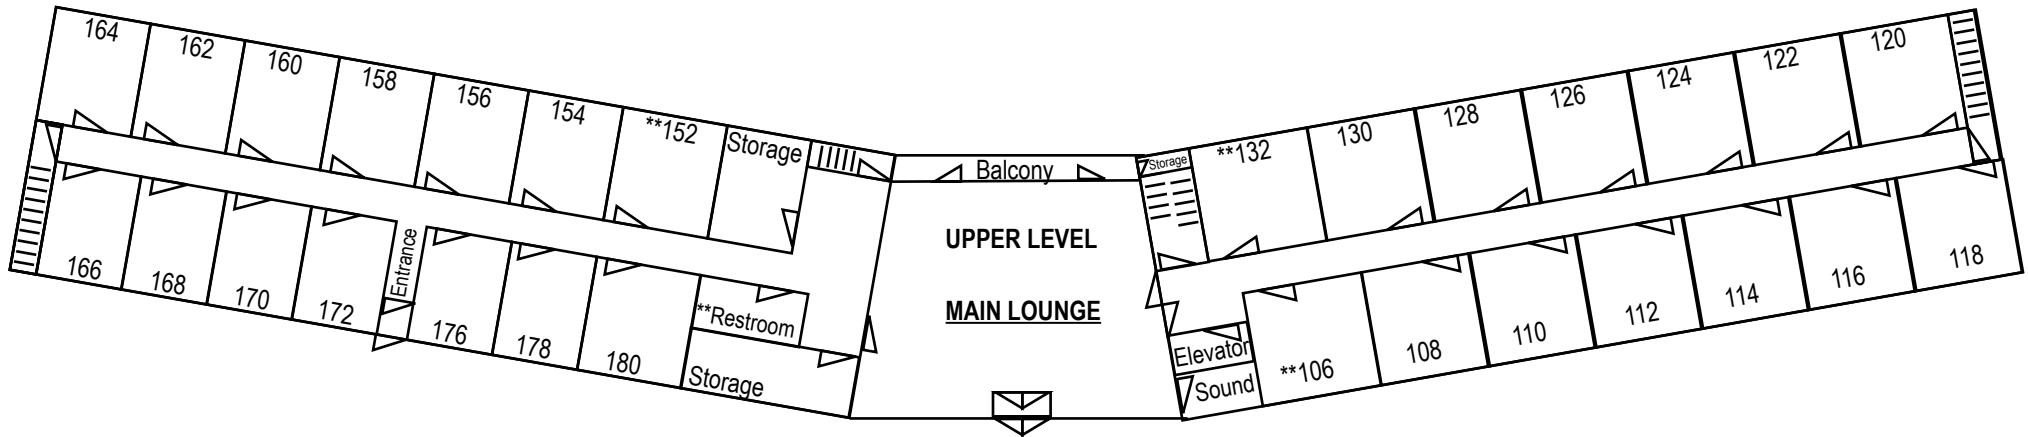 164
162
160
158
156
154
**152
Storage
Balcony
Storage
**132
130
128
126
124
122
120
UPPER LEVEL
MAIN LOUNGE
166
168
170
172
Entrance
176
178
180
**Restroom
Storage
Elevator
Sound
**106
108
110
112
114
116
118